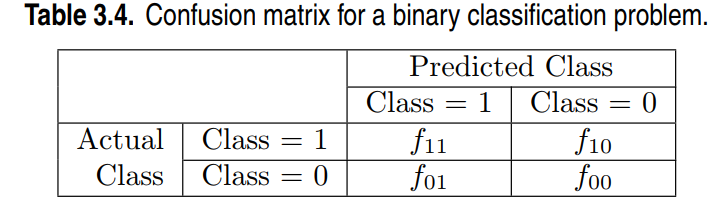 Table 3.4. Confusion matrix for a binary classification problem.
Predicted Class
Class = 1 Class = 0
Actual Class = 1 f11 f10
Class Class = 0 f01 f00